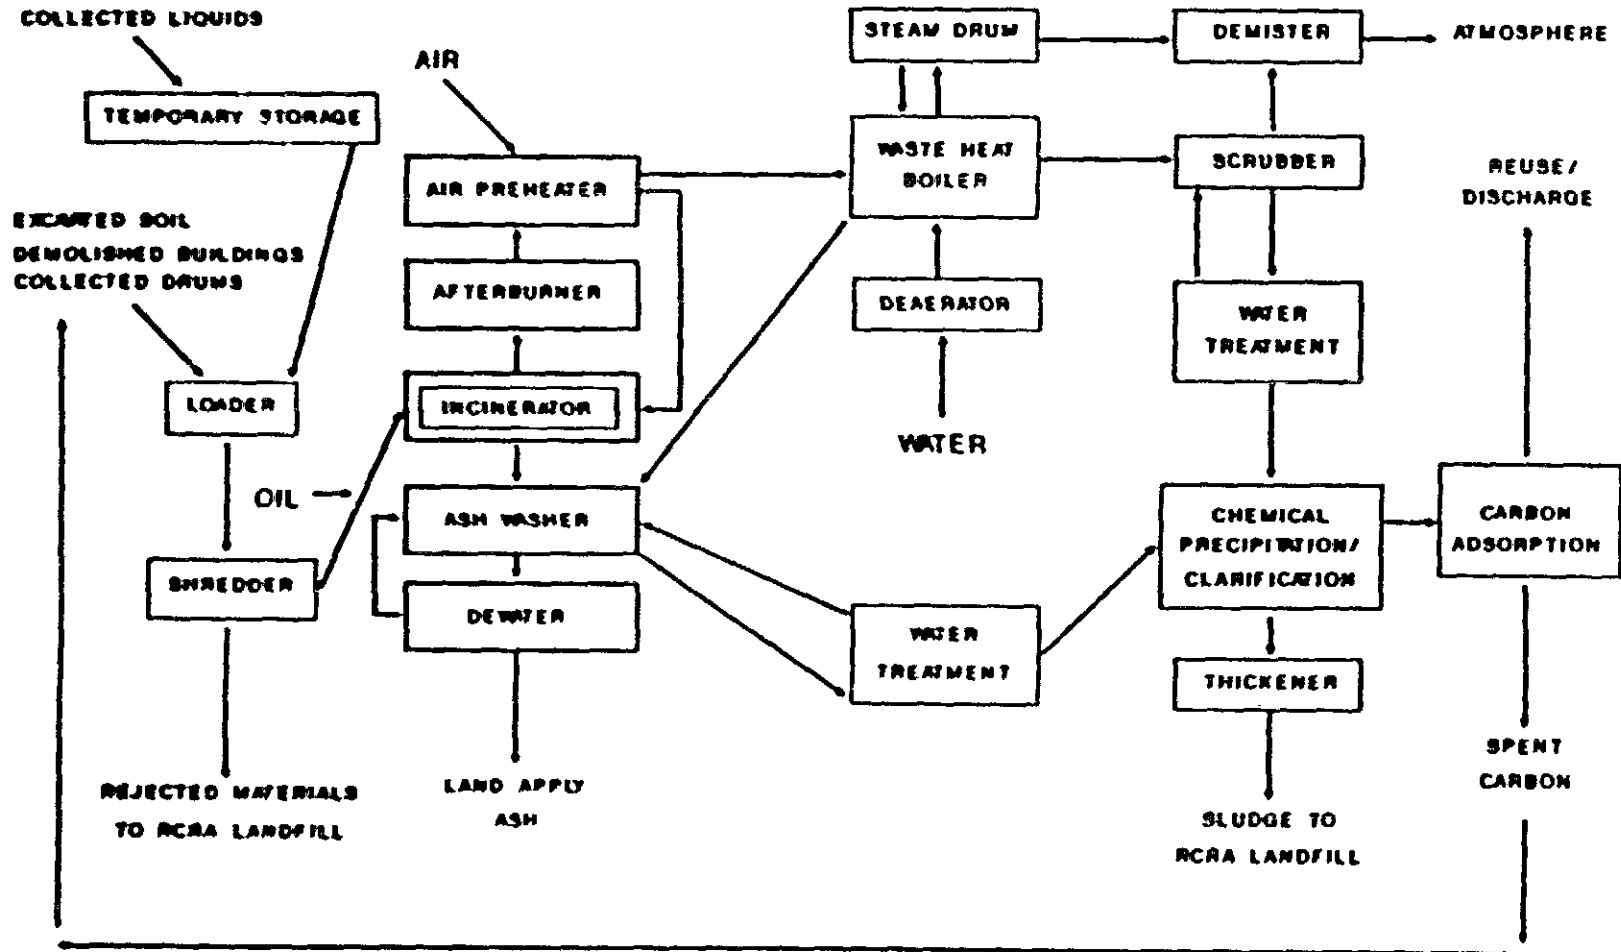 COLLECTED LIQUIDS
TEMPORARY STORAGE
EXCAVATED SOIL
DEMOLISHED BUILDINGS
COLLECTED DRUMS
LOADER
OIL
SHREDDER
REJECTED MATERIALS
TO RCRA LANDFILL
AIR
AIR PREHEATER
AFTERBURNER
INCINERATOR
ASH WASHER
DEWATER
LAND APPLY
ASH
STEAM DRUM
WASTE HEAT
BOILER
DEAERATOR
WATER
WATER
TREATMENT
DEMISTER
SCRUBBER
WATER
TREATMENT
CHEMICAL
PRECIPITATION/
CLARIFICATION
THICKENER
SLUDGE TO
RCRA LANDFILL
ATMOSPHERE
REUSE/
DISCHARGE
CARBON
ADSORPTION
SPENT
CARBON